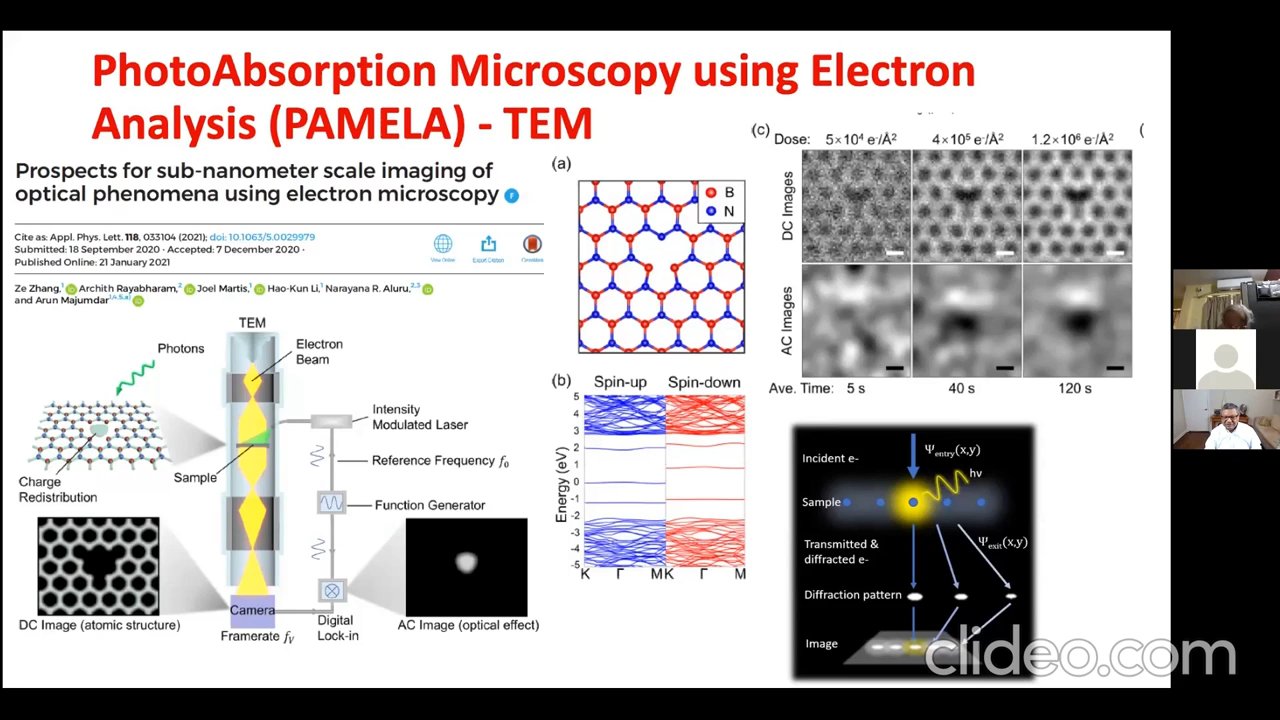 PhotoAbsorption Microscopy using Electron
Analysis (PAMELA) - TEM
Prospects for sub-nanometer scale imaging of
optical phenomena using electron microscopy
Cite as: Appl. Phys. Lett. 118, 033104 (2021); doi: 10.1063/5.0029979
Submitted: 18 September 2020 · Accepted: 7 December 2020 ·
Published Online: 21 January 2021
View Online
Export Citation
CrossMark
Ze Zhang,1 Archith Rayabharam,2 Joel Martis,1 Hao-Kun Li,1 Narayana R. Aluru,2,3
and Arun Majumdar1,4,5,a)
TEM
Photons
Electron
Beam
Intensity
Modulated Laser
Reference Frequency f0
Sample
Charge
Redistribution
Function Generator
Camera
Framerate fV
Digital
Lock-in
DC Image (atomic structure)
AC Image (optical effect)
(a)
B
N
(b)
Spin-up
Spin-down
Energy (eV)
5
4
3
2
1
0
-1
-2
-3
-4
-5
K
Γ
M
K
Γ
M
(c)
(
Dose:
5×10⁴ e⁻/Å²
4×10⁵ e⁻/Å²
1.2×10⁶ e⁻/Å²
DC Images
AC Images
Ave. Time:
5 s
40 s
120 s
Incident e-
Ψentry(x,y)
hν
Sample
Transmitted &
diffracted e-
Ψexit(x,y)
Diffraction pattern
Image
clideo.com